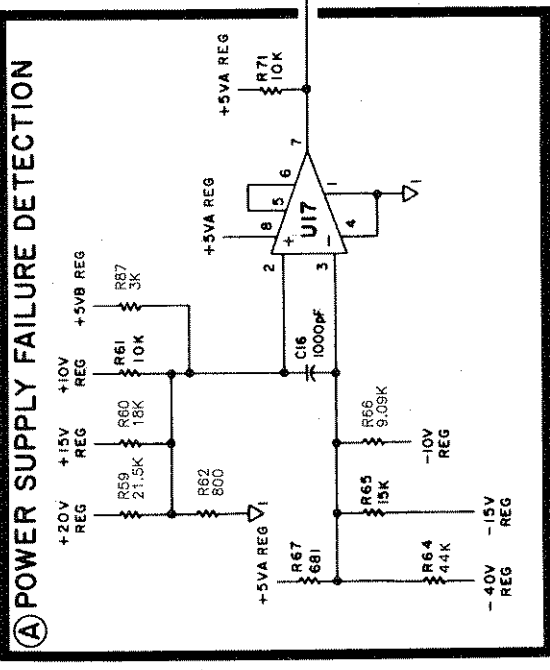 A POWER SUPPLY FAILURE DETECTION
+20V
REG
+15V
REG
+10V
REG
+5VB REG
R59
21.5K
R60
18K
R61
10K
R87
3K
R62
800
1
+5VA REG
R67
681
R64
44K
-40V
REG
R65
15K
-15V
REG
R66
9.09K
-10V
REG
C16
1000pF
2
3
+
-
U17
+5VA REG
8
5
6
4
1
1
7
+5VA REG
R71
10K